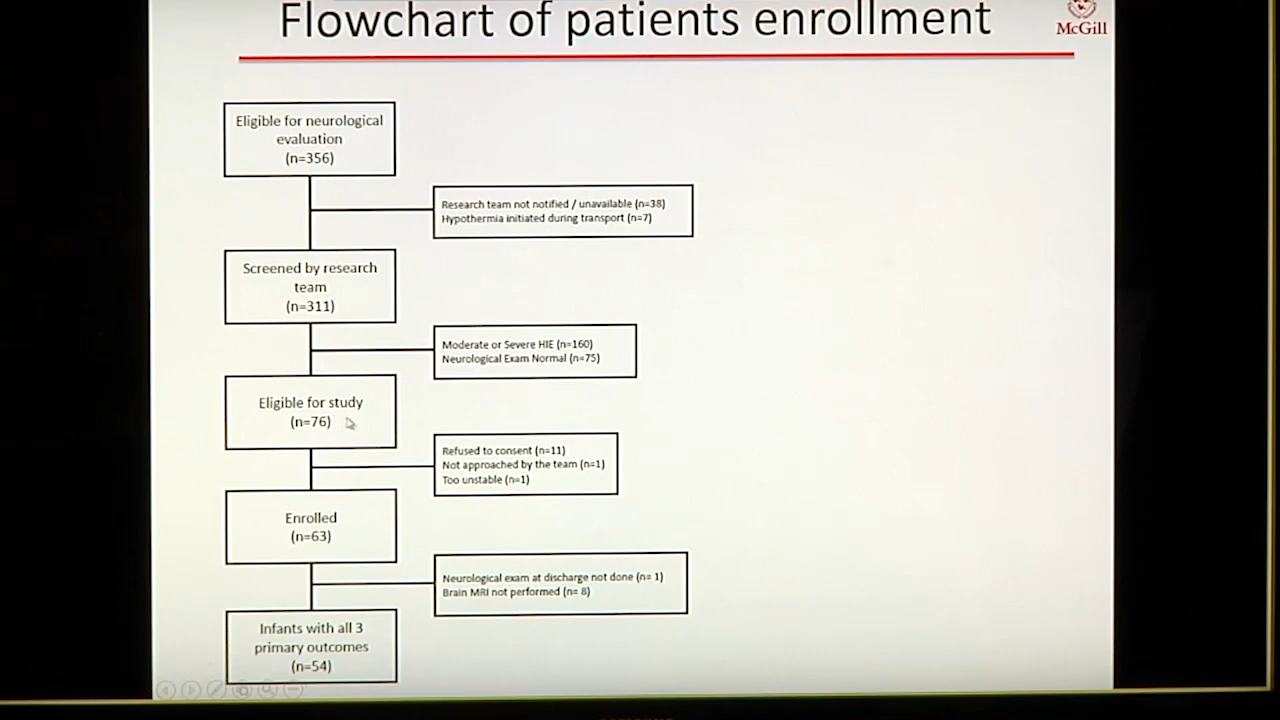 Flowchart of patients enrollment
McGill
Eligible for neurological
evaluation
(n=356)
Research team not notified / unavailable (n=38)
Hypothermia initiated during transport (n=7)
Screened by research
team
(n=311)
Moderate or Severe HIE (n=160)
Neurological Exam Normal (n=75)
Eligible for study
(n=76)
Refused to consent (n=11)
Not approached by the team (n=1)
Too unstable (n=1)
Enrolled
(n=63)
Neurological exam at discharge not done (n= 1)
Brain MRI not performed (n= 8)
Infants with all 3
primary outcomes
(n=54)